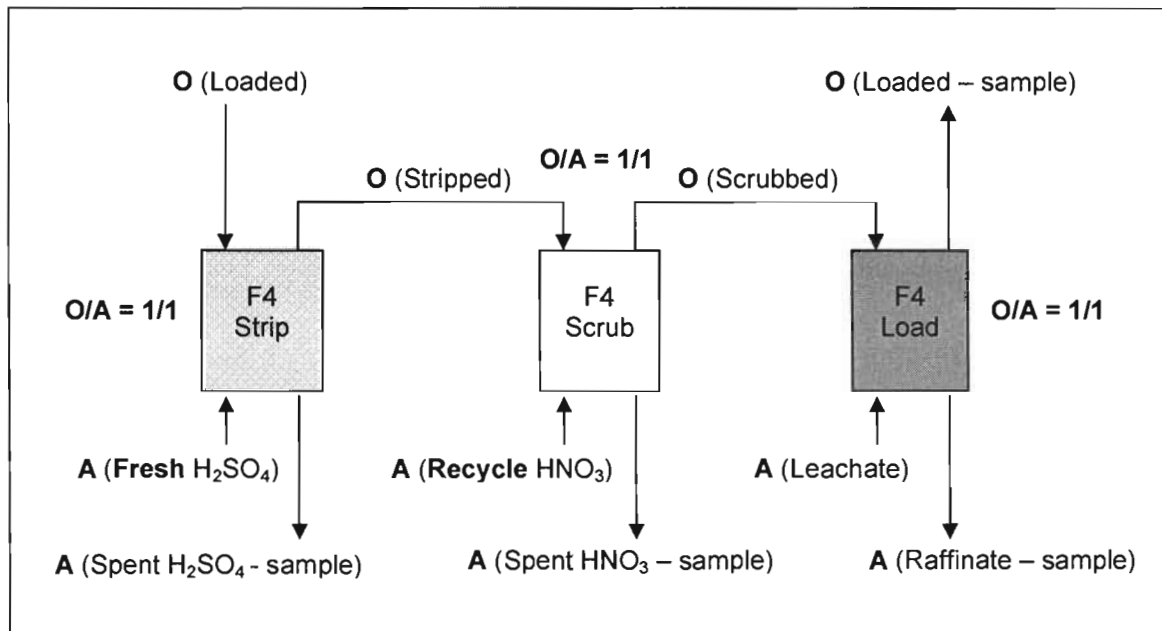 O (Loaded)
O (Loaded – sample)
O/A = 1/1
O (Stripped)
O (Scrubbed)
F4
Strip
F4
Scrub
F4
Load
O/A = 1/1
O/A = 1/1
A (Fresh H₂SO₄)
A (Recycle HNO₃)
A (Leachate)
A (Spent H₂SO₄ - sample)
A (Spent HNO₃ – sample)
A (Raffinate – sample)